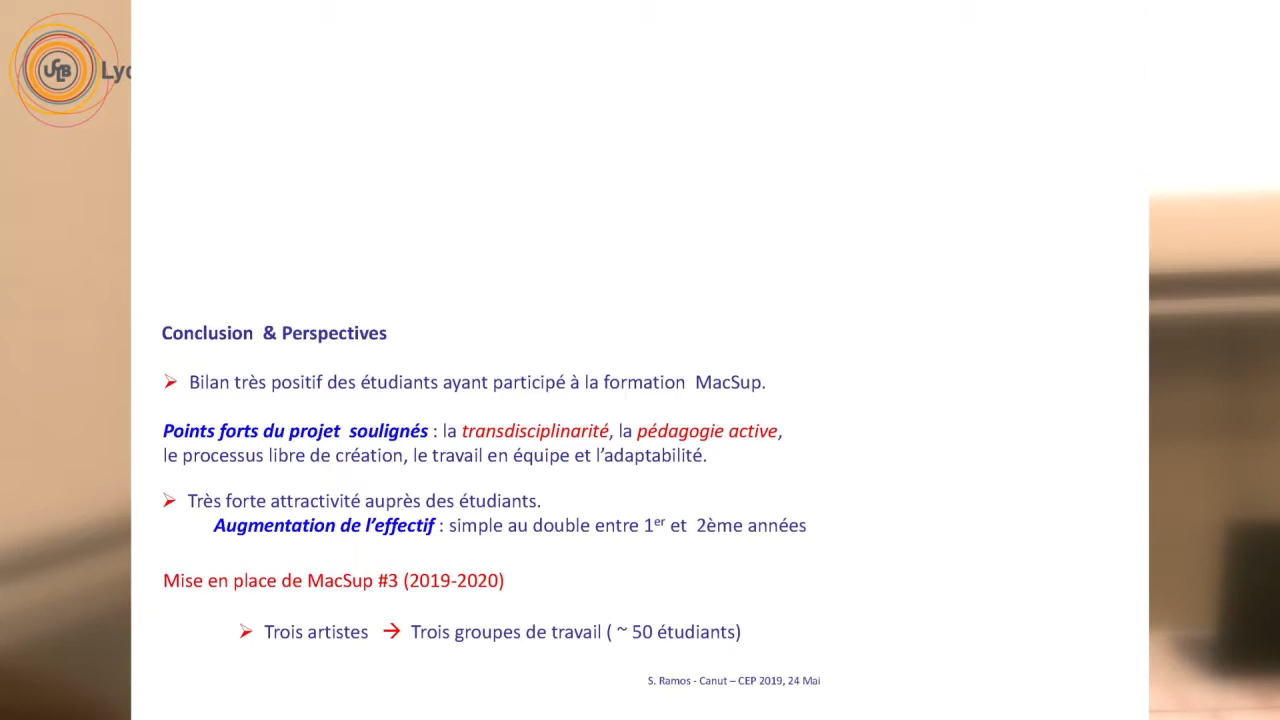 UCLB
Lyo
Conclusion & Perspectives
Bilan très positif des étudiants ayant participé à la formation MacSup.
Points forts du projet soulignés : la transdisciplinarité, la pédagogie active,
le processus libre de création, le travail en équipe et l’adaptabilité.
Très forte attractivité auprès des étudiants.
Augmentation de l’effectif : simple au double entre 1er et 2ème années
Mise en place de MacSup #3 (2019-2020)
Trois artistes → Trois groupes de travail ( ~ 50 étudiants)
S. Ramos - Canut – CEP 2019, 24 Mai